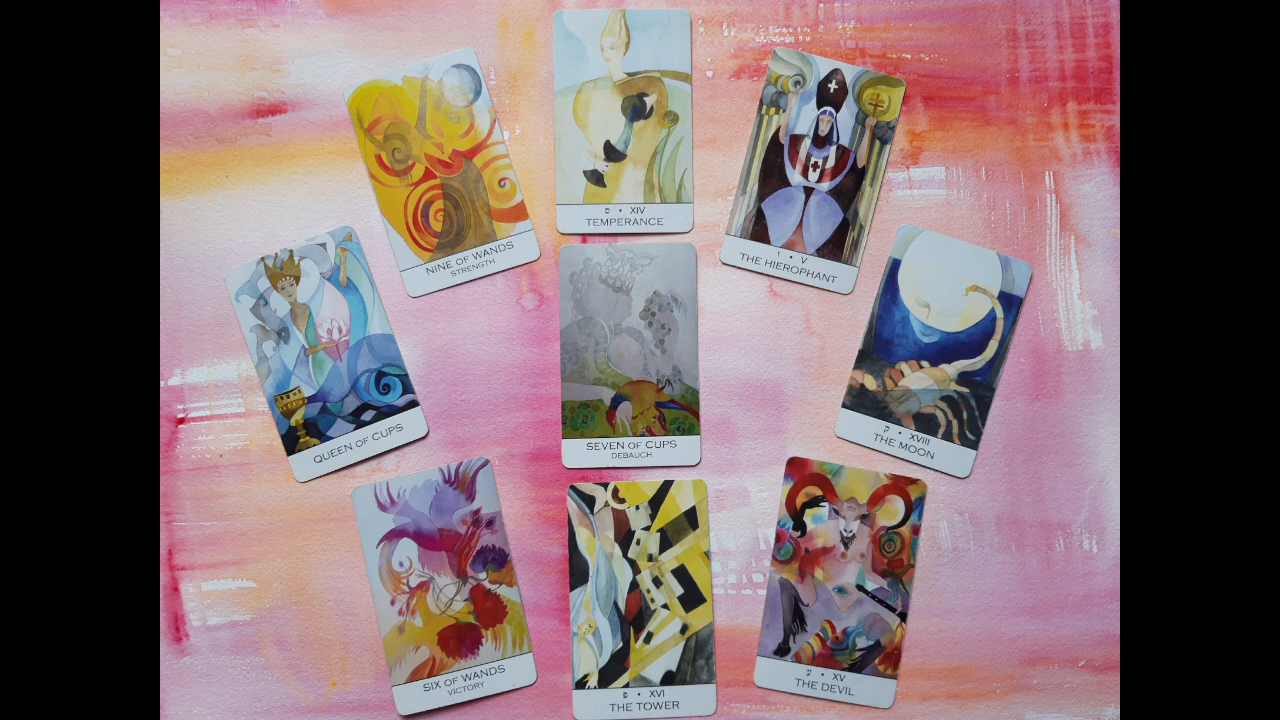 ס • XIV
TEMPERANCE
NINE OF WANDS
STRENGTH
ו • V
THE HIEROPHANT
QUEEN OF CUPS
SEVEN OF CUPS
DEBAUCH
ק • XVIII
THE MOON
SIX OF WANDS
VICTORY
פ • XVI
THE TOWER
ע • XV
THE DEVIL